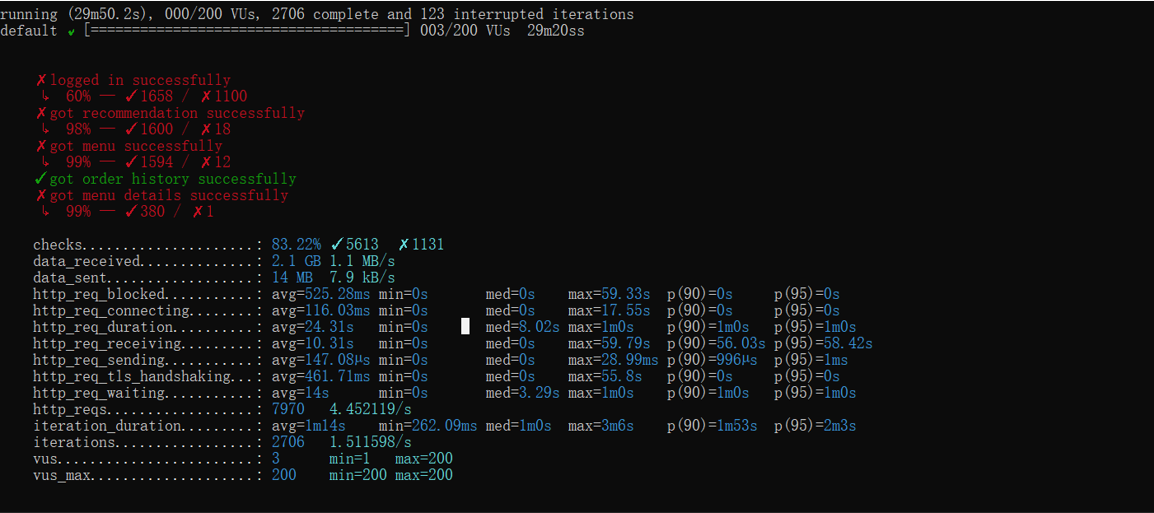 running (29m50.2s), 000/200 VUs, 2706 complete and 123 interrupted iterations
default ✓ [======================================] 003/200 VUs  29m20ss
✗ logged in successfully
↳  60% — ✓ 1658 / ✗ 1100
✗ got recommendation successfully
↳  98% — ✓ 1600 / ✗ 18
✗ got menu successfully
↳  99% — ✓ 1594 / ✗ 12
✓ got order history successfully
✗ got menu details successfully
↳  99% — ✓ 380 / ✗ 1
checks.....................: 83.22% ✓ 5613  ✗ 1131
data_received..............: 2.1 GB 1.1 MB/s
data_sent..................: 14 MB  7.9 kB/s
http_req_blocked...........: avg=525.28ms min=0s       med=0s    max=59.33s  p(90)=0s     p(95)=0s
http_req_connecting........: avg=116.03ms min=0s       med=0s    max=17.55s  p(90)=0s     p(95)=0s
http_req_duration..........: avg=24.31s   min=0s       med=8.02s max=1m0s    p(90)=1m0s   p(95)=1m0s
http_req_receiving.........: avg=10.31s   min=0s       med=0s    max=59.79s  p(90)=56.03s p(95)=58.42s
http_req_sending...........: avg=147.08µs min=0s       med=0s    max=28.99ms p(90)=996µs  p(95)=1ms
http_req_tls_handshaking...: avg=461.71ms min=0s       med=0s    max=55.8s   p(90)=0s     p(95)=0s
http_req_waiting...........: avg=14s      min=0s       med=3.29s max=1m0s    p(90)=1m0s   p(95)=1m0s
http_reqs..................: 7970   4.452119/s
iteration_duration.........: avg=1m14s    min=262.09ms med=1m0s  max=3m6s    p(90)=1m53s  p(95)=2m3s
iterations.................: 2706   1.511598/s
vus........................: 3      min=1   max=200
vus_max....................: 200    min=200 max=200